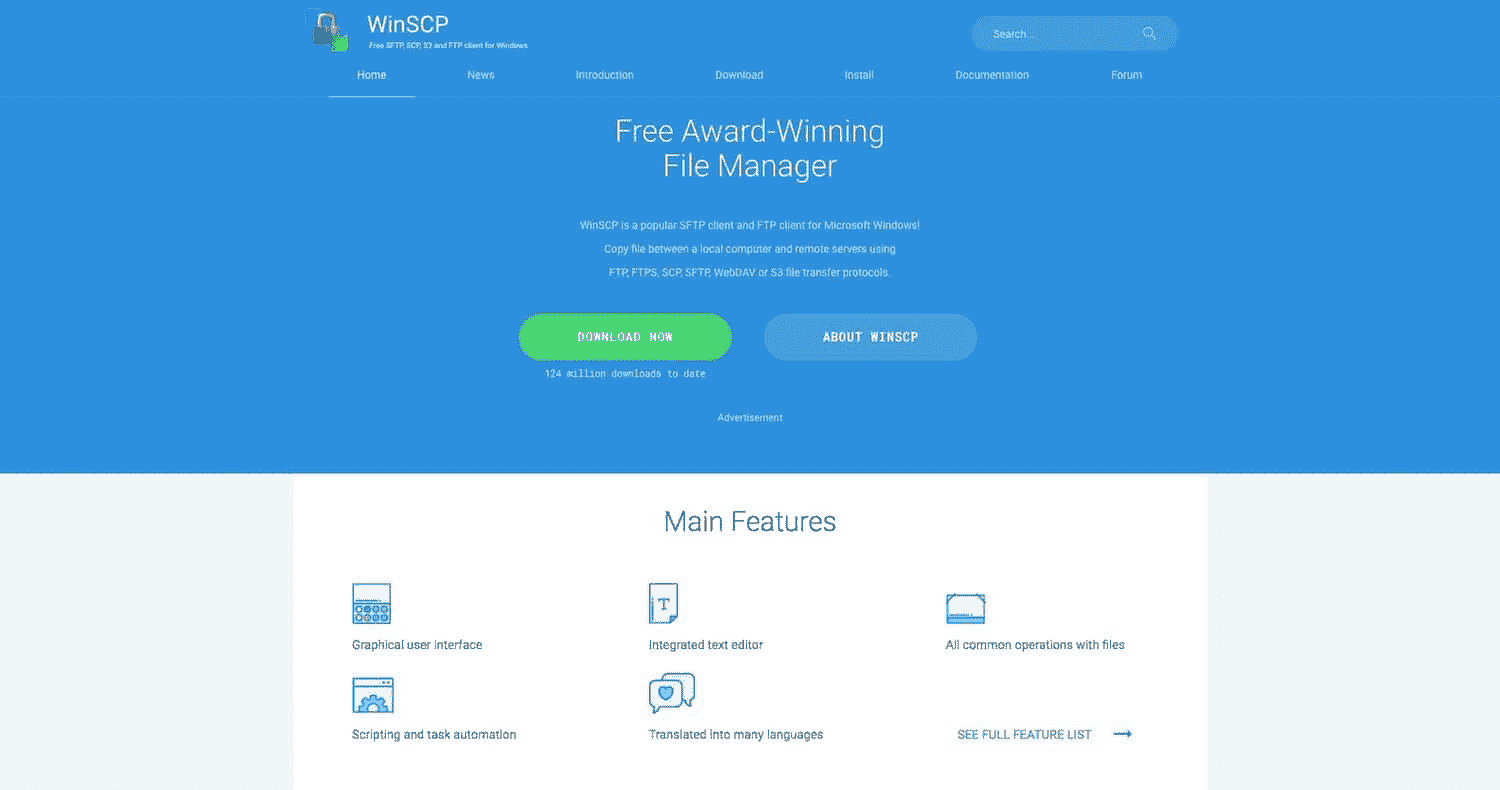 WinSCP
Free SFTP, SCP, S3 and FTP client for Windows
Search...
Home News Introduction Download Install Documentation Forum
Free Award-Winning
File Manager
WinSCP is a popular SFTP client and FTP client for Microsoft Windows!
Copy file between a local computer and remote servers using
FTP, FTPS, SCP, SFTP, WebDAV or S3 file transfer protocols.
DOWNLOAD NOW ABOUT WINSCP
124 million downloads to date
Advertisement
Main Features
T
Graphical user interface Integrated text editor All common operations with files
Scripting and task automation Translated into many languages SEE FULL FEATURE LIST